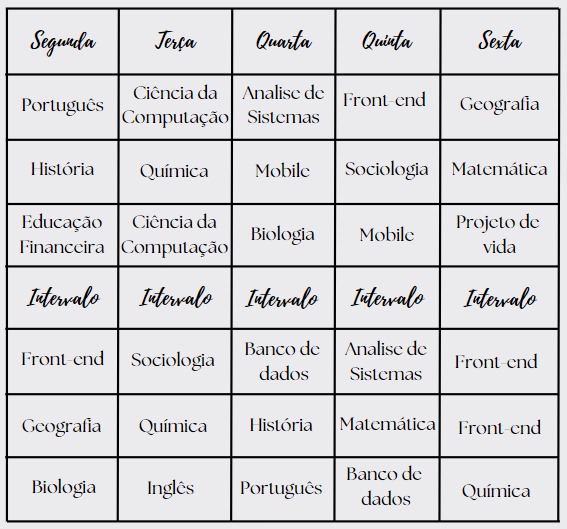 Segunda Terça Quarta Quinta Sexta
Português Ciência da Computação Analise de Sistemas Front-end Geografia
História Química Mobile Sociologia Matemática
Educação Financeira Ciência da Computação Biologia Mobile Projeto de vida
Intervalo Intervalo Intervalo Intervalo Intervalo
Front-end Sociologia Banco de dados Analise de Sistemas Front-end
Geografia Química História Matemática Front-end
Biologia Inglês Português Banco de dados Química